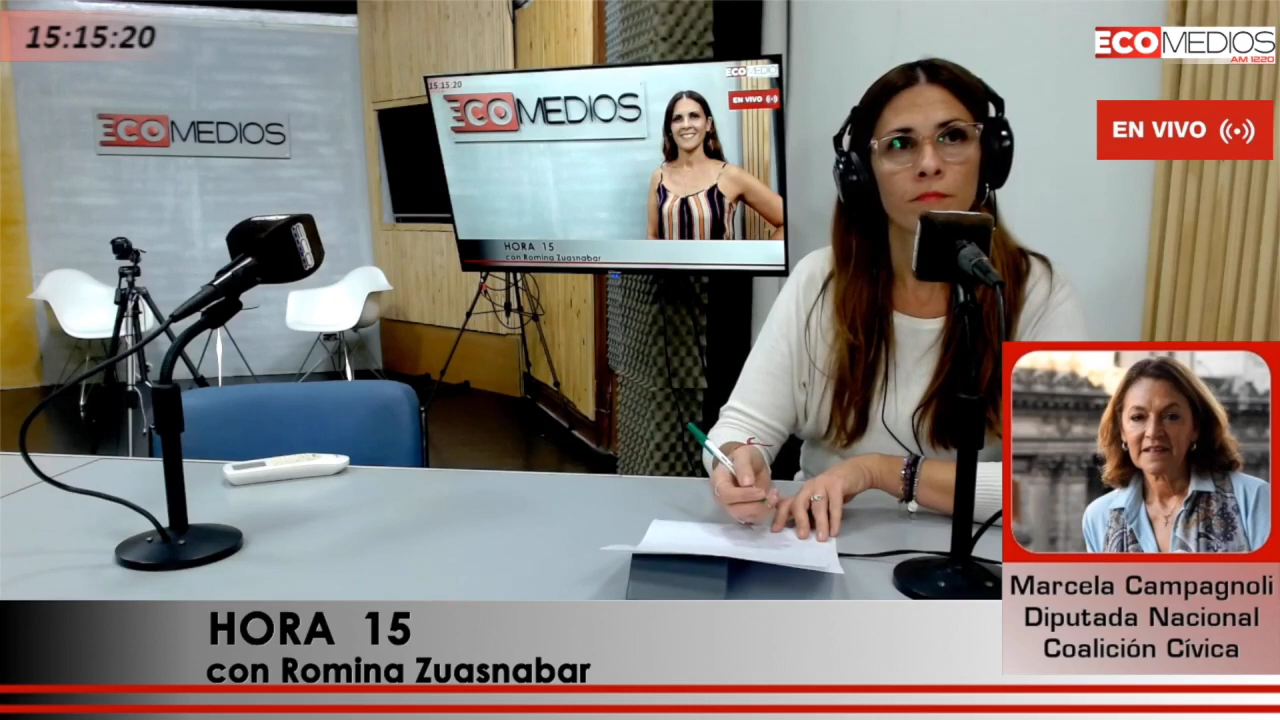 15:15:20
ECOMEDIOS
AM 1220
EN VIVO
ECOMEDIOS
15:15:20
ECOMEDIOS
EN VIVO
ECOMEDIOS
HORA 15
con Romina Zuasnabar
Marcela Campagnoli
Diputada Nacional
Coalición Cívica
HORA 15
con Romina Zuasnabar